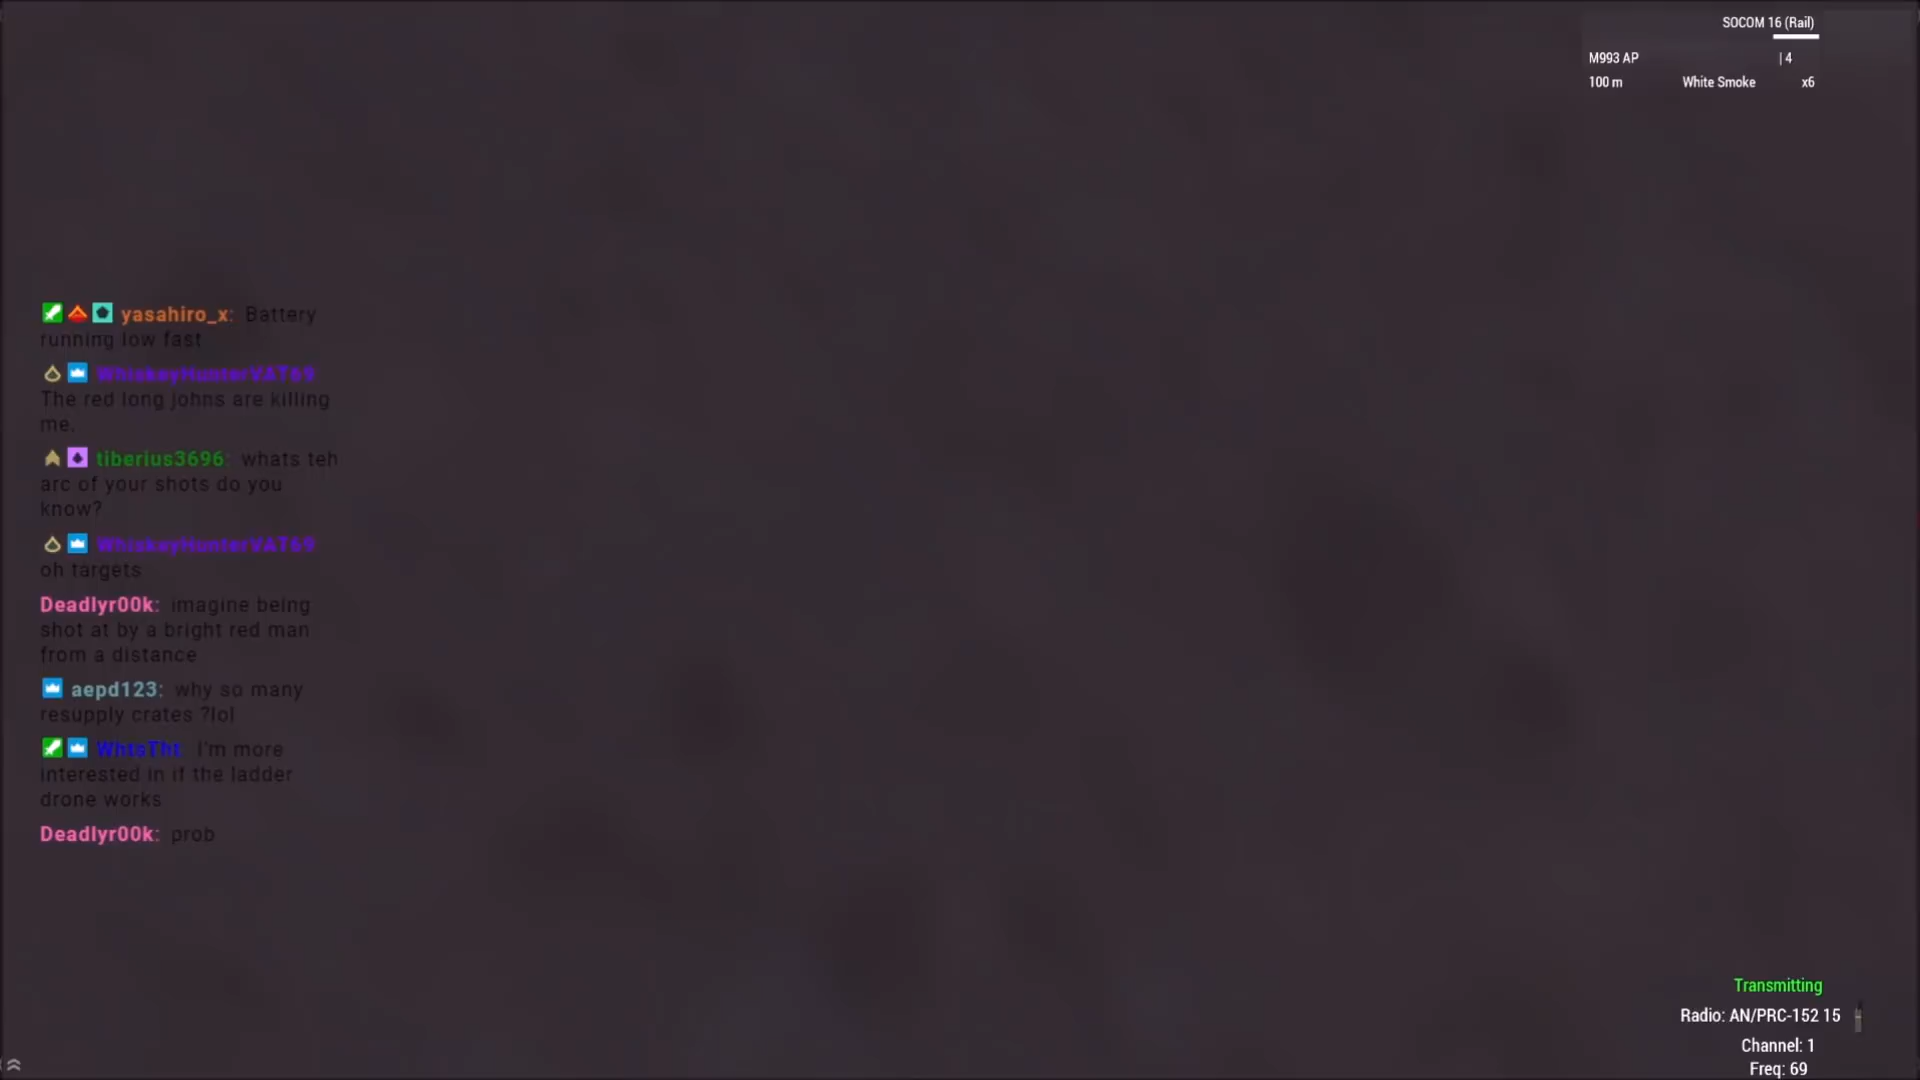 SOCOM 16 (Rail)
M993 AP | 4
100 m White Smoke x6
yasahiro_x: Battery
running low fast
WhiskeyHunterVAT69
The red long johns are killing
me.
tiberius3696: whats teh
arc of your shots do you
know?
WhiskeyHunterVAT69
oh targets
Deadlyr00k: imagine being
shot at by a bright red man
from a distance
aepd123: why so many
resupply crates ?lol
WhtsTht: I'm more
interested in if the ladder
drone works
Deadlyr00k: prob
Transmitting
Radio: AN/PRC-152 15
Channel: 1
Freq: 69